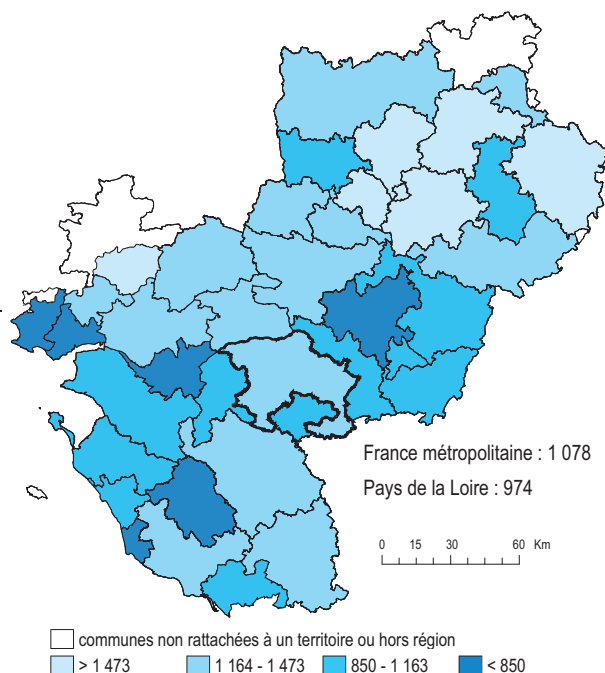 France métropolitaine : 1 078
Pays de la Loire : 974
0 15 30 60 Km
communes non rattachées à un territoire ou hors région
> 1 473 1 164 - 1 473 850 - 1 163 < 850